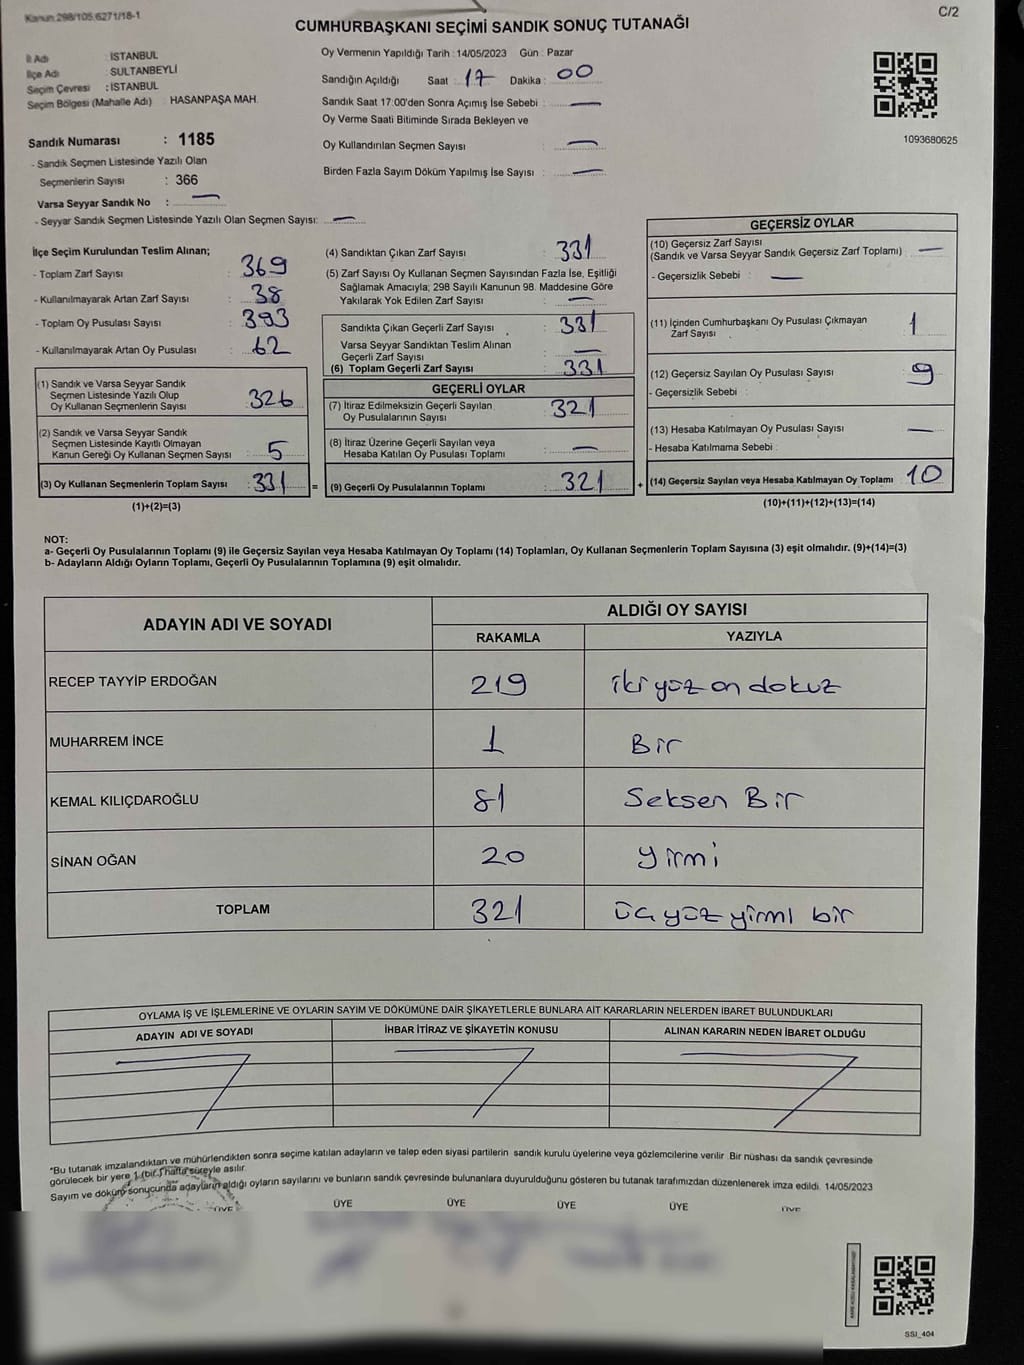 Kanun:298/105;6271/18-1
C/2
CUMHURBAŞKANI SEÇİMİ SANDIK SONUÇ TUTANAĞI
İl Adı : İSTANBUL
İlçe Adı : SULTANBEYLİ
Seçim Çevresi : İSTANBUL
Seçim Bölgesi (Mahalle Adı) : HASANPAŞA MAH.
Oy Vermenin Yapıldığı Tarih : 14/05/2023 Gün : Pazar
Sandığın Açıldığı Saat : 17 Dakika : 00
Sandık Saat 17:00'den Sonra Açımış İse Sebebi : —
Oy Verme Saati Bitiminde Sırada Bekleyen ve
Oy Kullandırılan Seçmen Sayısı : —
Birden Fazla Sayım Döküm Yapılmış İse Sayısı : —
1093680625
Sandık Numarası : 1185
- Sandık Seçmen Listesinde Yazılı Olan
Seçmenlerin Sayısı : 366
Varsa Seyyar Sandık No : —
- Seyyar Sandık Seçmen Listesinde Yazılı Olan Seçmen Sayısı: —
İlçe Seçim Kurulundan Teslim Alınan;
- Toplam Zarf Sayısı : 369
- Kullanılmayarak Artan Zarf Sayısı : 38
- Toplam Oy Pusulası Sayısı : 393
- Kullanılmayarak Artan Oy Pusulası : 62
(1) Sandık ve Varsa Seyyar Sandık
Seçmen Listesinde Yazılı Olup
Oy Kullanan Seçmenlerin Sayısı : 326
(2) Sandık ve Varsa Seyyar Sandık
Seçmen Listesinde Kayıtlı Olmayan
Kanun Gereği Oy Kullanan Seçmen Sayısı : 5
(3) Oy Kullanan Seçmenlerin Toplam Sayısı : 331 =
(1)+(2)=(3)
(4) Sandıktan Çıkan Zarf Sayısı : 331
(5) Zarf Sayısı Oy Kullanan Seçmen Sayısından Fazla İse, Eşitliği
Sağlamak Amacıyla; 298 Sayılı Kanunun 98. Maddesine Göre
Yakılarak Yok Edilen Zarf Sayısı : —
Sandıkta Çıkan Geçerli Zarf Sayısı : 331
Varsa Seyyar Sandıktan Teslim Alınan
Geçerli Zarf Sayısı : —
(6) Toplam Geçerli Zarf Sayısı : 331
GEÇERLİ OYLAR
(7) İtiraz Edilmeksizin Geçerli Sayılan
Oy Pusulalarının Sayısı : 321
(8) İtiraz Üzerine Geçerli Sayılan veya
Hesaba Katılan Oy Pusulası Toplamı : —
(9) Geçerli Oy Pusulalarının Toplamı : 321 +
GEÇERSİZ OYLAR
(10) Geçersiz Zarf Sayısı
(Sandık ve Varsa Seyyar Sandık Geçersiz Zarf Toplamı) : —
- Geçersizlik Sebebi : —
(11) İçinden Cumhurbaşkanı Oy Pusulası Çıkmayan
Zarf Sayısı : 1
(12) Geçersiz Sayılan Oy Pusulası Sayısı : 9
- Geçersizlik Sebebi :
(13) Hesaba Katılmayan Oy Pusulası Sayısı : —
- Hesaba Katılmama Sebebi :
(14) Geçersiz Sayılan veya Hesaba Katılmayan Oy Toplamı : 10
(10)+(11)+(12)+(13)=(14)
NOT:
a- Geçerli Oy Pusulalarının Toplamı (9) ile Geçersiz Sayılan veya Hesaba Katılmayan Oy Toplamı (14) Toplamları, Oy Kullanan Seçmenlerin Toplam Sayısına (3) eşit olmalıdır. (9)+(14)=(3)
b- Adayların Aldığı Oyların Toplamı, Geçerli Oy Pusulalarının Toplamına (9) eşit olmalıdır.
ADAYIN ADI VE SOYADI
ALDIĞI OY SAYISI
RAKAMLA YAZIYLA
RECEP TAYYİP ERDOĞAN 219 iki yüz on dokuz
MUHARREM İNCE 1 Bir
KEMAL KILIÇDAROĞLU 81 Seksen Bir
SİNAN OĞAN 20 yirmi
TOPLAM 321 üç yüz yirmi bir
OYLAMA İŞ VE İŞLEMLERİNE VE OYLARIN SAYIM VE DÖKÜMÜNE DAİR ŞİKAYETLERLE BUNLARA AİT KARARLARIN NELERDEN İBARET BULUNDUKLARI
ADAYIN ADI VE SOYADI İHBAR İTİRAZ VE ŞİKAYETİN KONUSU ALINAN KARARIN NEDEN İBARET OLDUĞU
*Bu tutanak imzalandıktan ve mühürlendikten sonra seçime katılan adayların ve talep eden siyasi partilerin sandık kurulu üyelerine veya gözlemcilerine verilir Bir nüshası da sandık çevresinde
görülecek bir yere 1 (bir) hafta süreyle asılır.
Sayım ve döküm sonucunda adayların aldığı oyların sayılarını ve bunların sandık çevresinde bulunanlara duyurulduğunu gösteren bu tutanak tarafımızdan düzenlenerek imza edildi. 14/05/2023
ÜYE ÜYE ÜYE ÜYE ÜYE ÜYE
SSI_404